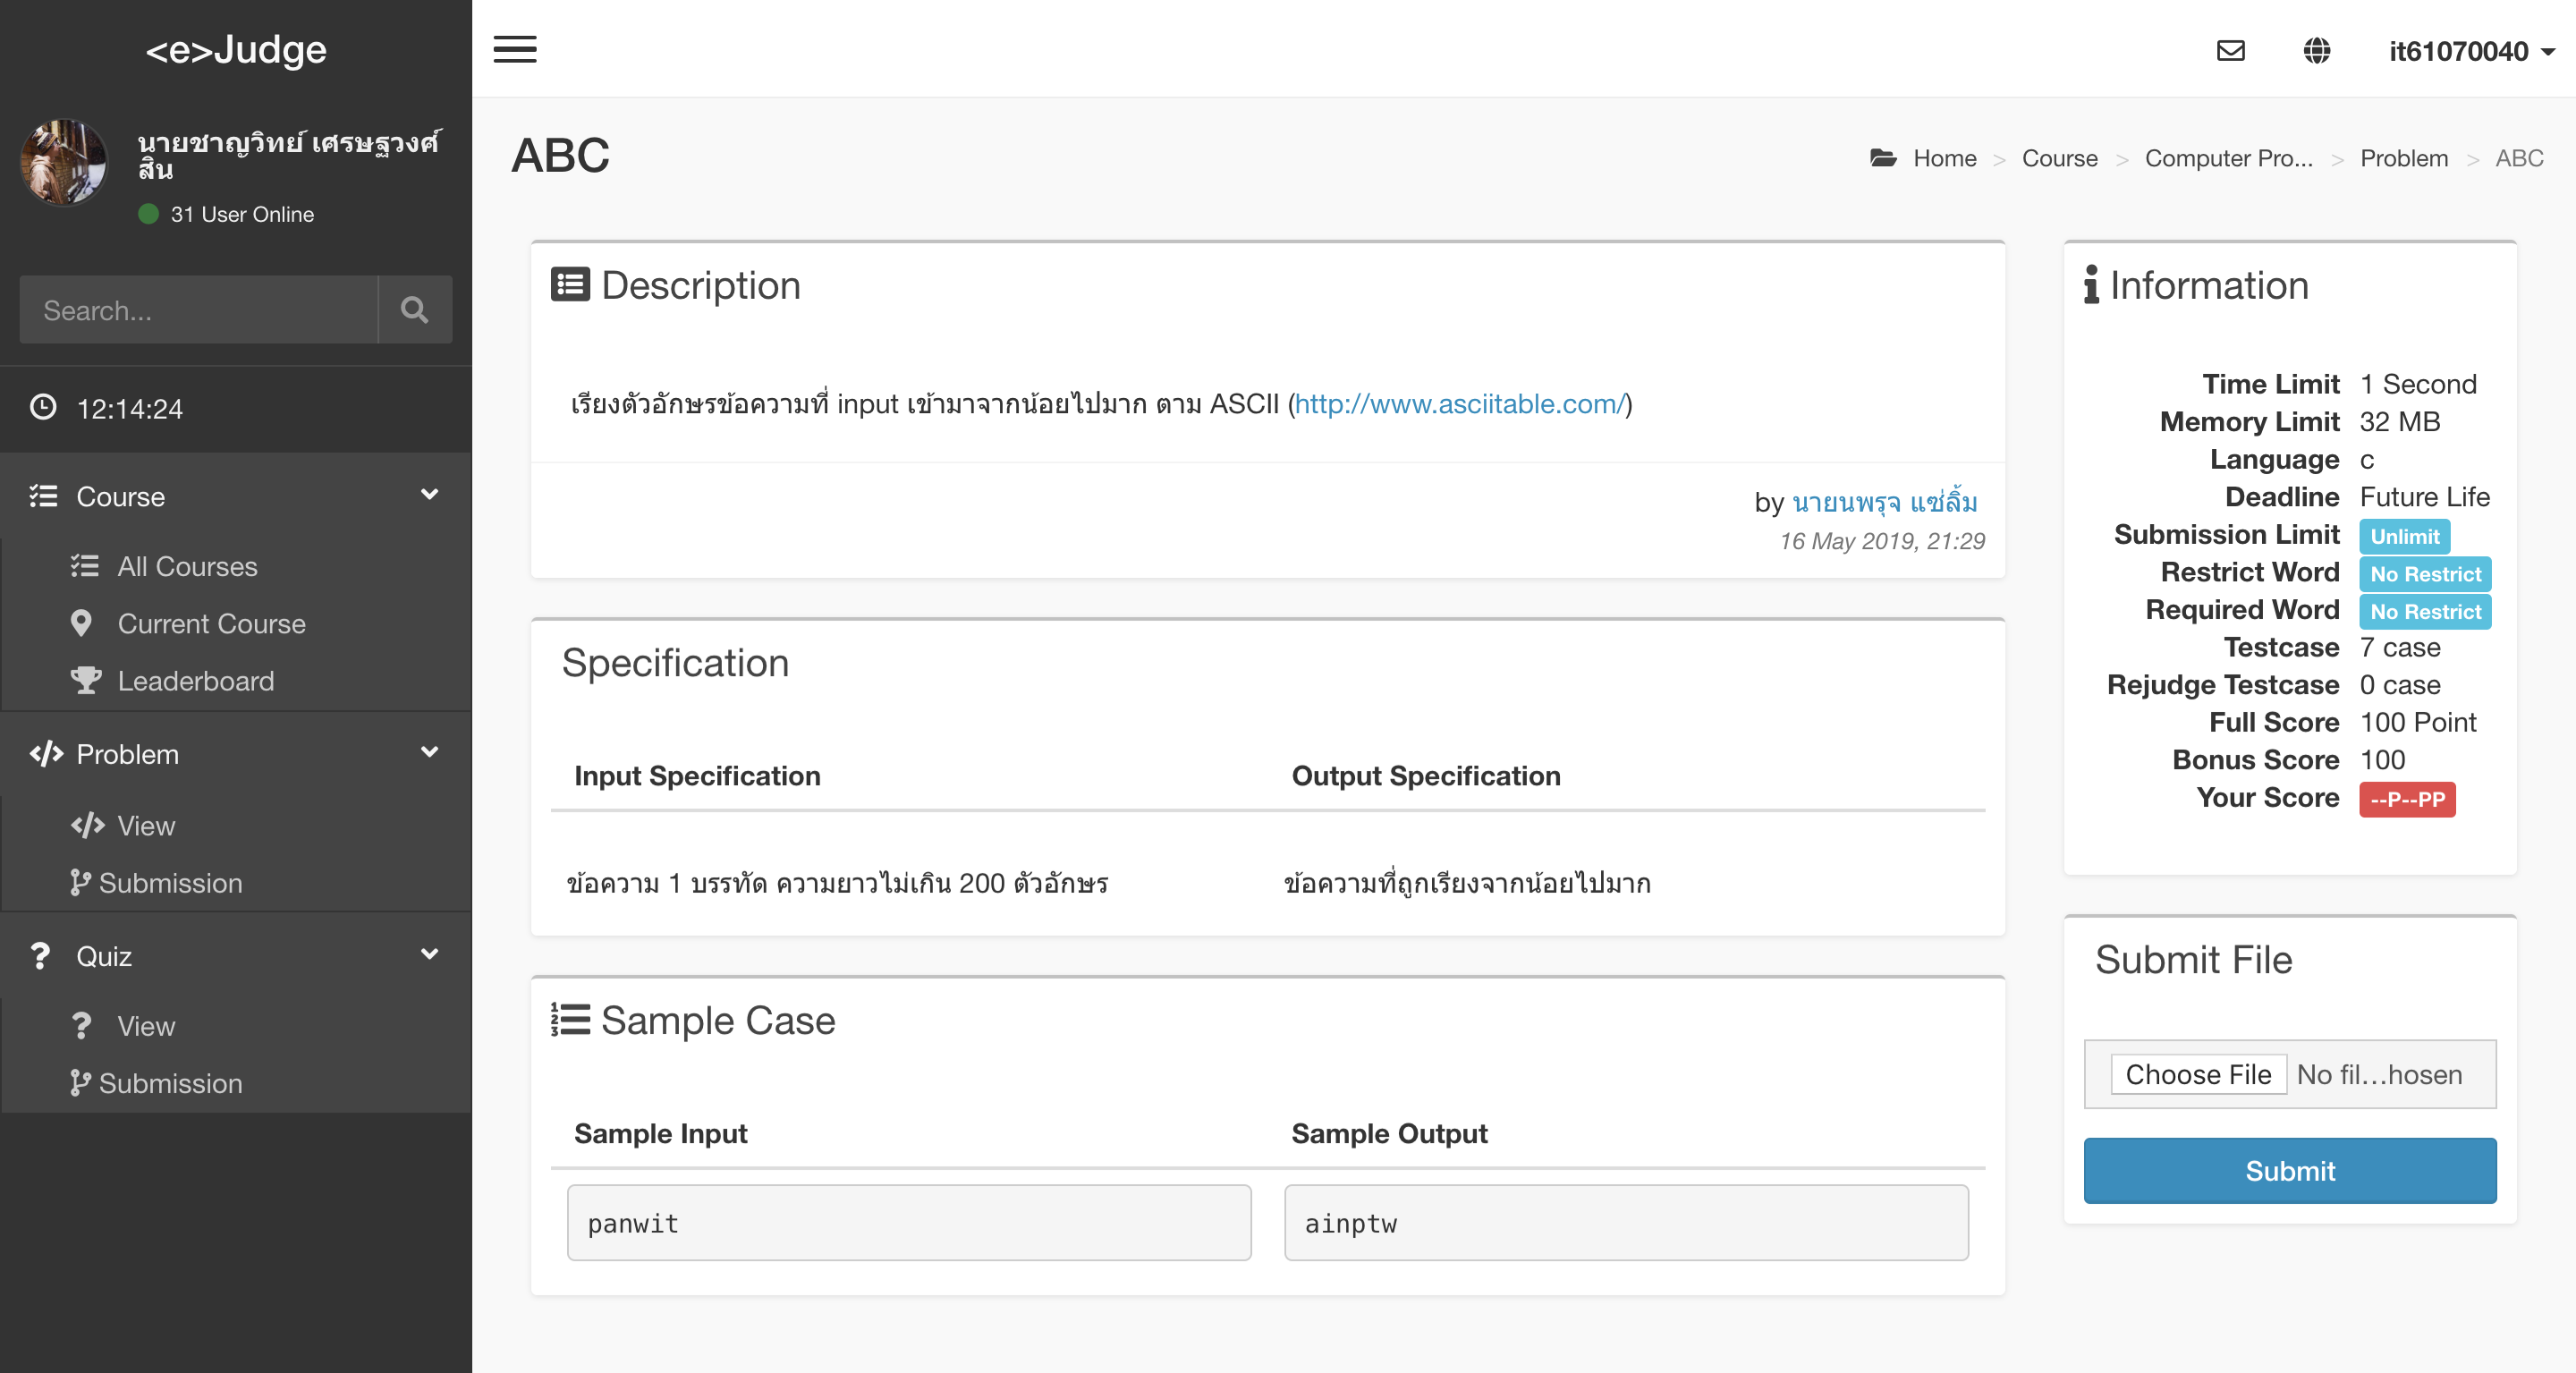 <e>Judge
it61070040
นายชาญวิทย์ เศรษฐวงศ์
สิน
31 User Online
Search...
12:14:24
Course
All Courses
Current Course
Leaderboard
Problem
View
Submission
Quiz
View
Submission
ABC
Home > Course > Computer Pro... > Problem > ABC
Description
เรียงตัวอักษรข้อความที่ input เข้ามาจากน้อยไปมาก ตาม ASCII (http://www.asciitable.com/)
by นายนพรุจ แซ่ลิ้ม
16 May 2019, 21:29
Specification
Input Specification Output Specification
ข้อความ 1 บรรทัด ความยาวไม่เกิน 200 ตัวอักษร ข้อความที่ถูกเรียงจากน้อยไปมาก
Sample Case
Sample Input Sample Output
panwit ainptw
Information
Time Limit 1 Second
Memory Limit 32 MB
Language c
Deadline Future Life
Submission Limit Unlimit
Restrict Word No Restrict
Required Word No Restrict
Testcase 7 case
Rejudge Testcase 0 case
Full Score 100 Point
Bonus Score 100
Your Score --P--PP
Submit File
Choose File No fil...hosen
Submit